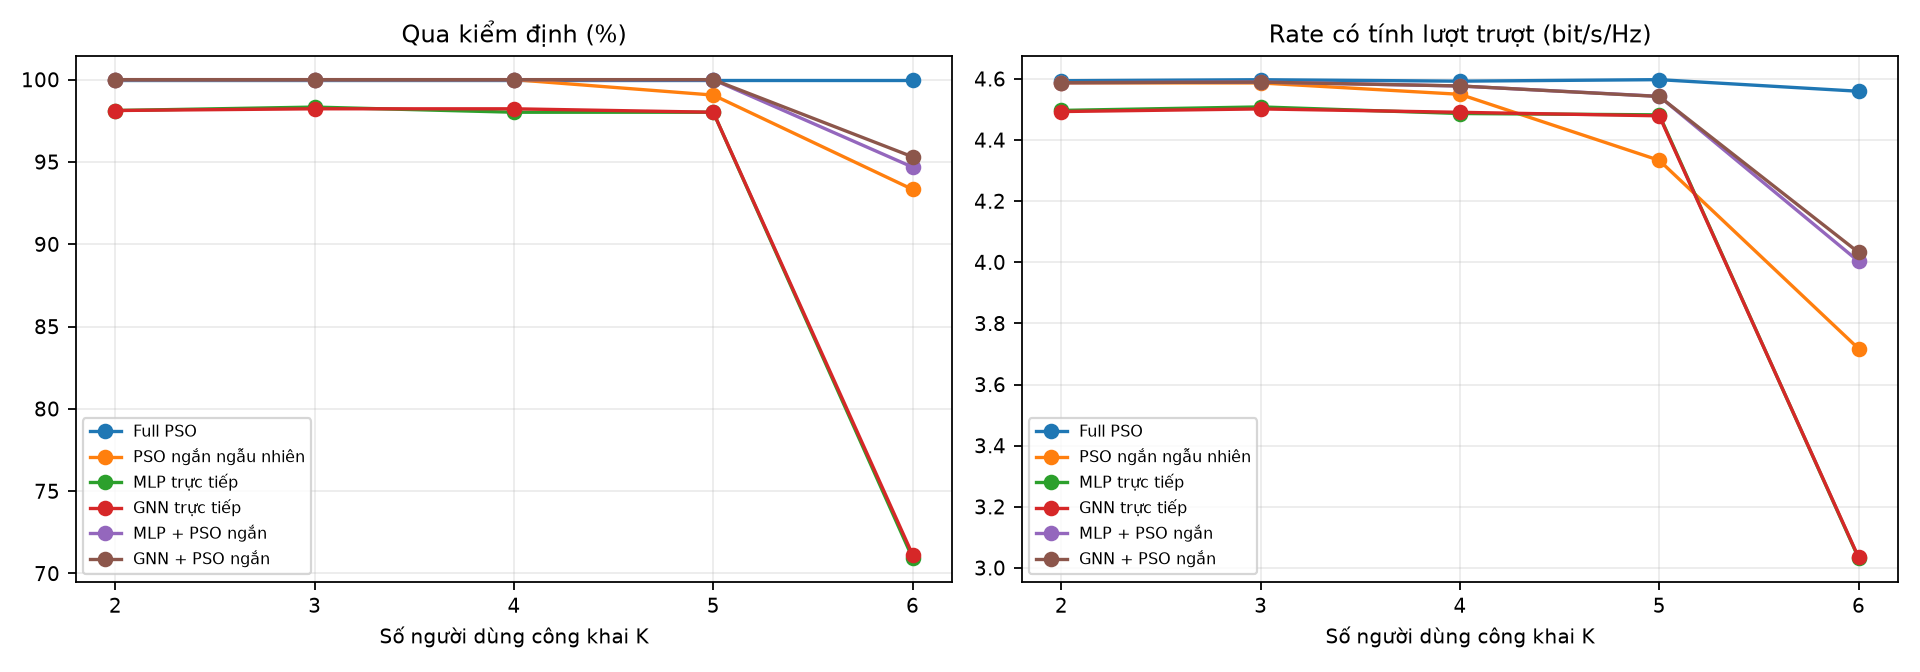 Qua kiểm định (%)
100
95
90
85
80
75
70
Full PSO
PSO ngắn ngẫu nhiên
MLP trực tiếp
GNN trực tiếp
MLP + PSO ngắn
GNN + PSO ngắn
2 3 4 5 6
Số người dùng công khai K
Rate có tính lượt trượt (bit/s/Hz)
4.6
4.4
4.2
4.0
3.8
3.6
3.4
3.2
3.0
Full PSO
PSO ngắn ngẫu nhiên
MLP trực tiếp
GNN trực tiếp
MLP + PSO ngắn
GNN + PSO ngắn
2 3 4 5 6
Số người dùng công khai K